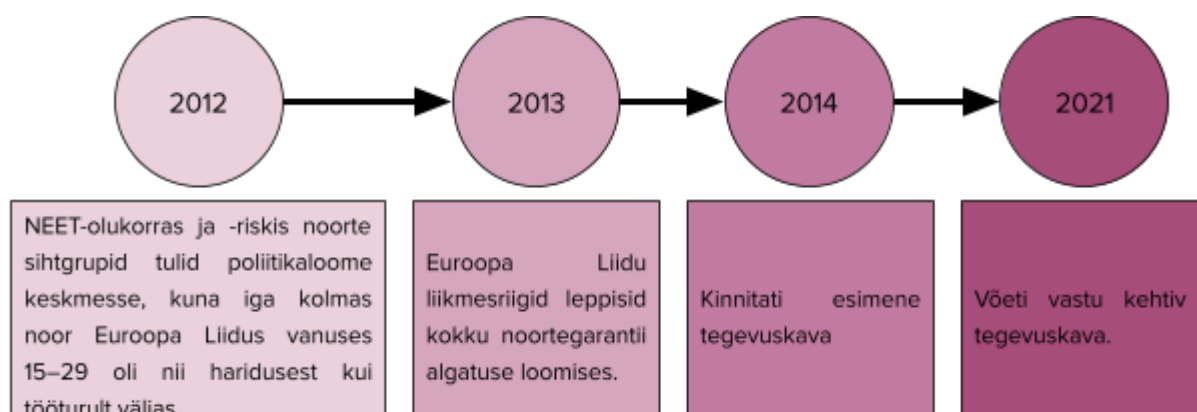 2012
2013
2014
2021
NEET-olukorras ja -riskis noorte
sihtgrupid tulid poliitikaloome
keskmesse, kuna iga kolmas
noor Euroopa Liidus vanuses
15–29 oli nii haridusest kui
tööturult väljas
Euroopa Liidu
liikmesriigid leppisid
kokku noortegarantii
algatuse loomises.
Kinnitati esimene
tegevuskava
Võeti vastu kehtiv
tegevuskava.